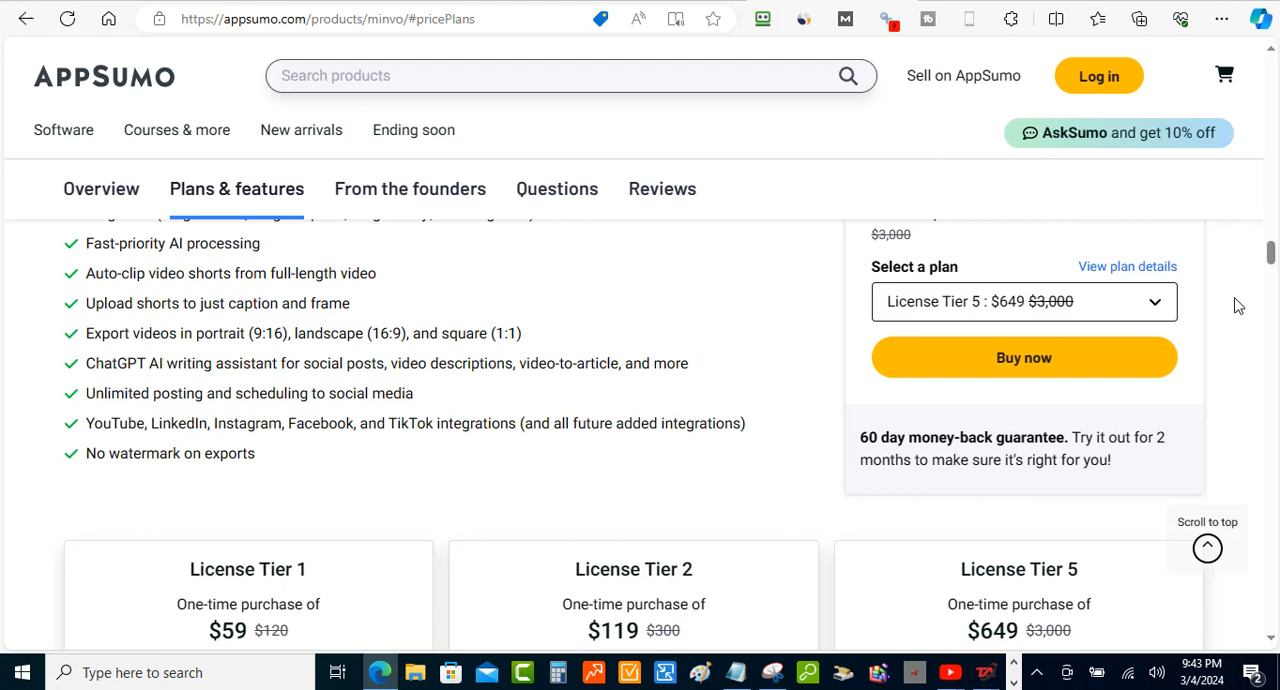 https://appsumo.com/products/minvo/#pricePlans
APPSUMO
Search products
Sell on AppSumo
Log in
Software
Courses & more
New arrivals
Ending soon
AskSumo and get 10% off
Overview
Plans & features
From the founders
Questions
Reviews
Fast-priority AI processing
Auto-clip video shorts from full-length video
Upload shorts to just caption and frame
Export videos in portrait (9:16), landscape (16:9), and square (1:1)
ChatGPT AI writing assistant for social posts, video descriptions, video-to-article, and more
Unlimited posting and scheduling to social media
YouTube, LinkedIn, Instagram, Facebook, and TikTok integrations (and all future added integrations)
No watermark on exports
$3,000
Select a plan
View plan details
License Tier 5 : $649 $3,000
Buy now
60 day money-back guarantee. Try it out for 2
months to make sure it's right for you!
Scroll to top
License Tier 1
One-time purchase of
$59 $120
License Tier 2
One-time purchase of
$119 $300
License Tier 5
One-time purchase of
$649 $3,000
Type here to search
9:43 PM
3/4/2024
2